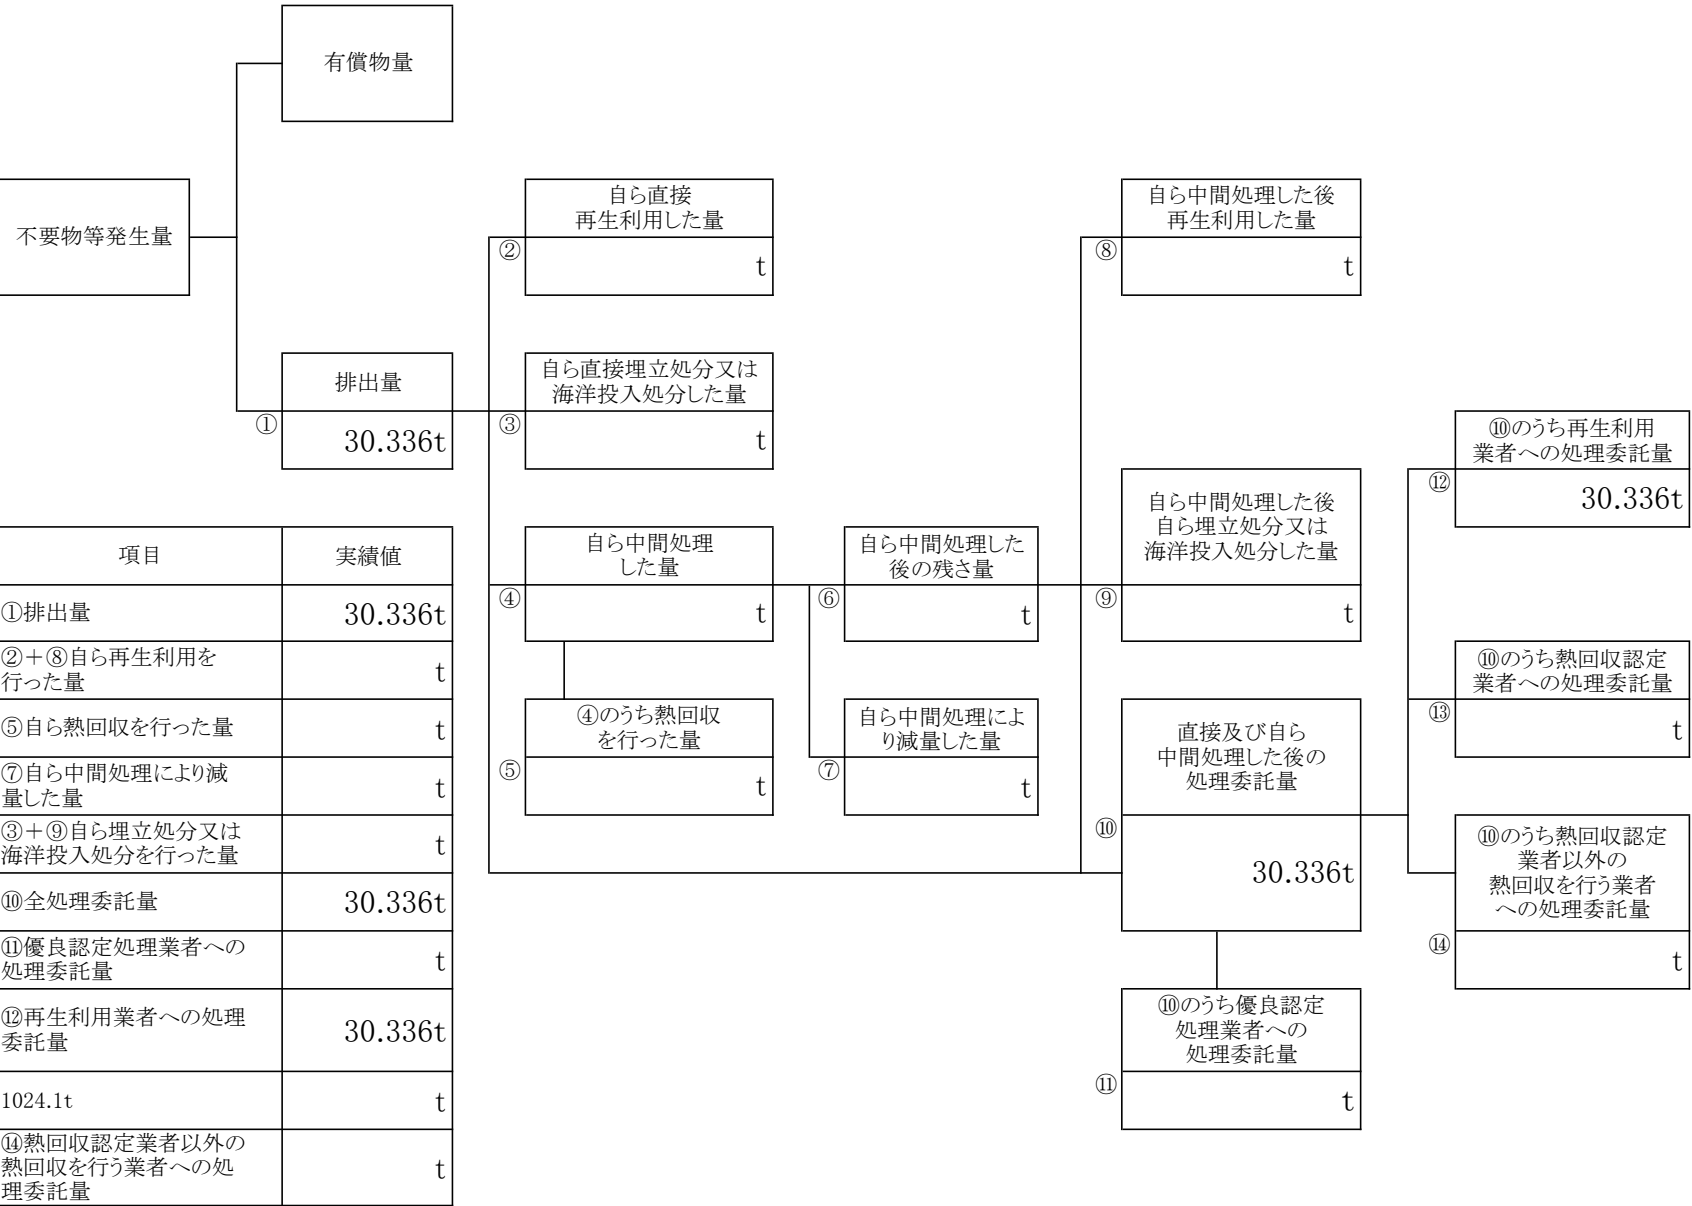 有償物量
不要物等発生量
自ら直接
再生利用した量
②
t
自ら中間処理した後
再生利用した量
⑧
t
排出量
①
30.336t
自ら直接埋立処分又は
海洋投入処分した量
③
t
⑩のうち再生利用
業者への処理委託量
⑫
30.336t
自ら中間処理した後
自ら埋立処分又は
海洋投入処分した量
⑨
t
自ら中間処理
した量
④
t
自ら中間処理した
後の残さ量
⑥
t
④のうち熱回収
を行った量
⑤
t
自ら中間処理によ
り減量した量
⑦
t
直接及び自ら
中間処理した後の
処理委託量
⑩
30.336t
⑩のうち熱回収認定
業者への処理委託量
⑬
t
⑩のうち熱回収認定
業者以外の
熱回収を行う業者
への処理委託量
⑭
t
⑩のうち優良認定
処理業者への
処理委託量
⑪
t
項目
実績値
①排出量
30.336t
②＋⑧自ら再生利用を
行った量
t
⑤自ら熱回収を行った量
t
⑦自ら中間処理により減
量した量
t
③＋⑨自ら埋立処分又は
海洋投入処分を行った量
t
⑩全処理委託量
30.336t
⑪優良認定処理業者への
処理委託量
t
⑫再生利用業者への処理
委託量
30.336t
1024.1t
t
⑭熱回収認定業者以外の
熱回収を行う業者への処
理委託量
t